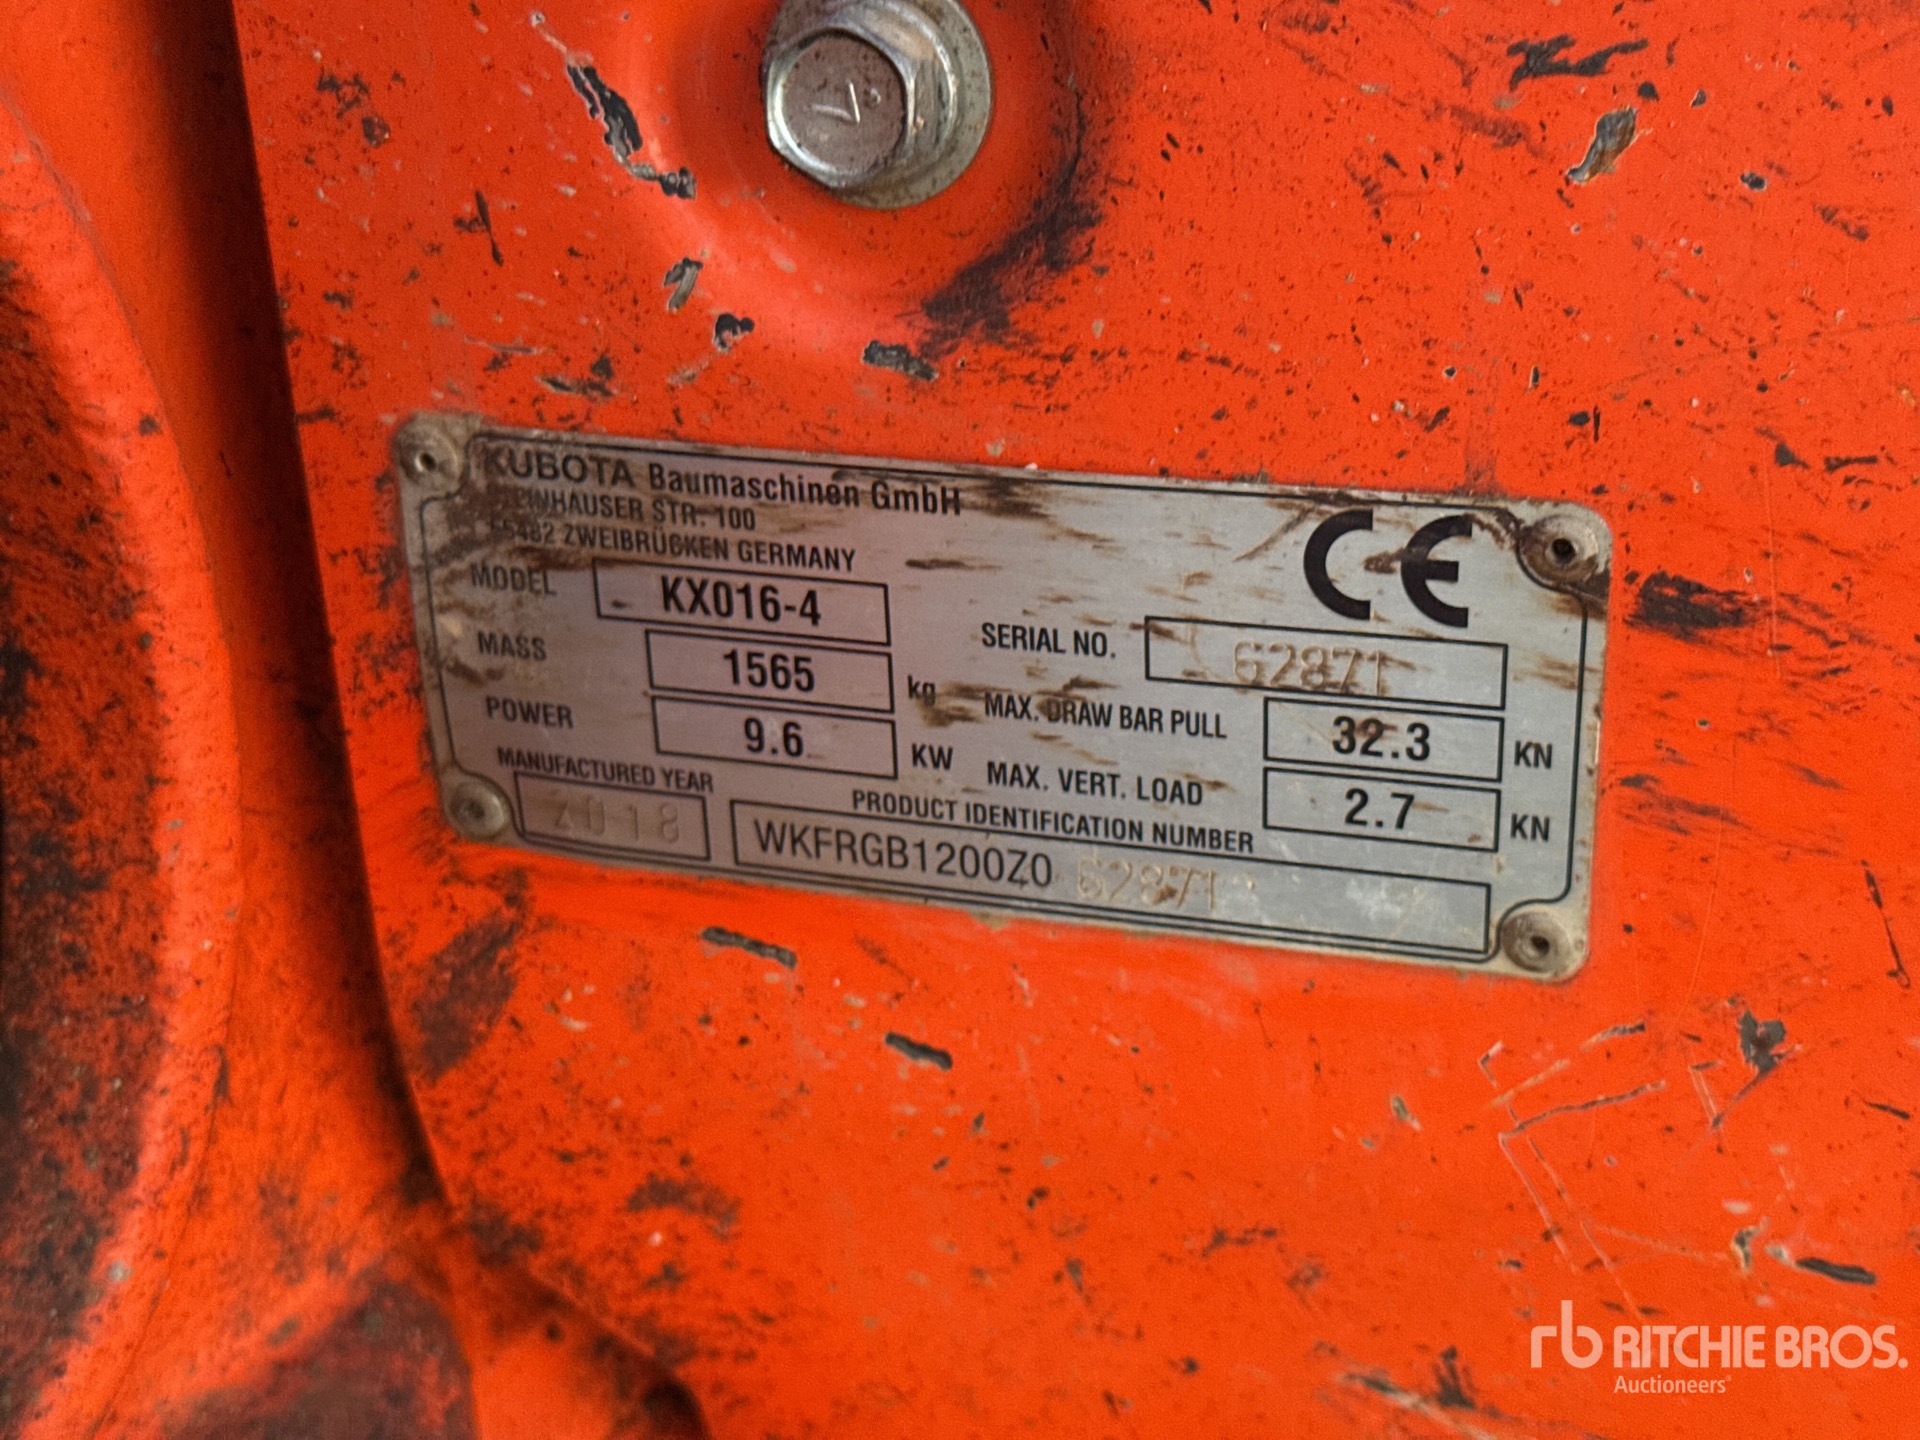 KUBOTA Baumaschinen GmbH
STEINHAUSER STR. 100
66482 ZWEIBRÜCKEN GERMANY
MODEL KX016-4
MASS 1565 kg
POWER 9.6 KW
MANUFACTURED YEAR
2018
CE
SERIAL NO. 62871
MAX. DRAW BAR PULL 32.3 KN
MAX. VERT. LOAD 2.7 KN
PRODUCT IDENTIFICATION NUMBER
WKFRGB1200Z0 62871
rb RITCHIE BROS.
Auctioneers